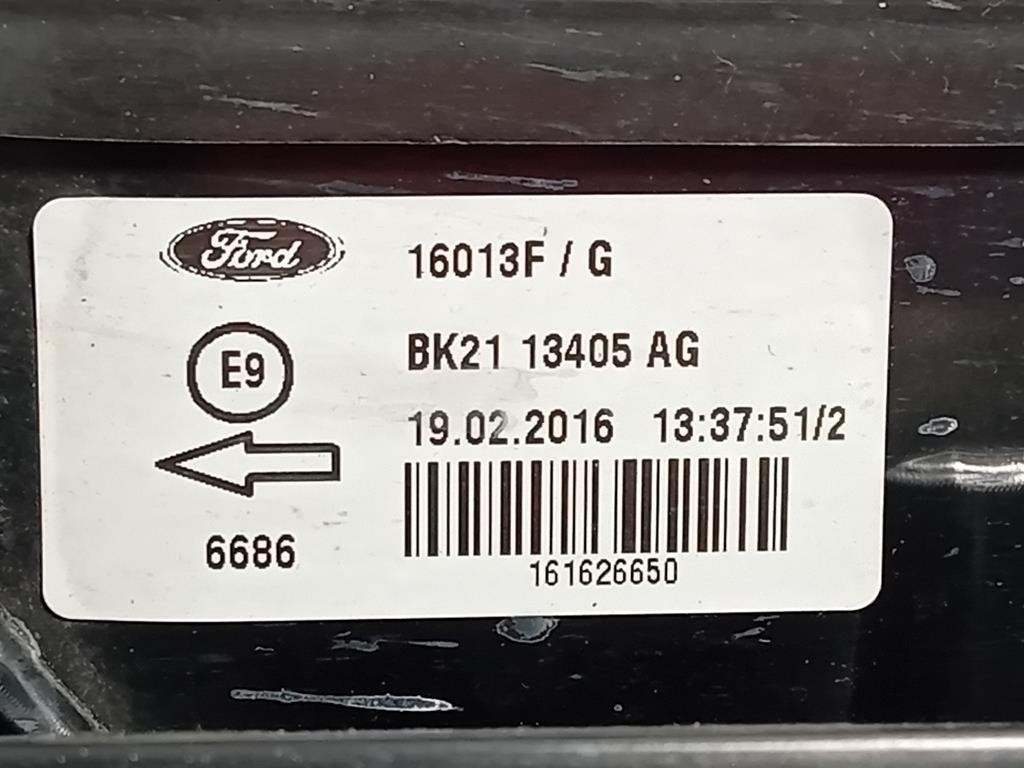 Ford
16013F / G
E9
BK21 13405 AG
19.02.2016 13:37:51/2
6686
161626650